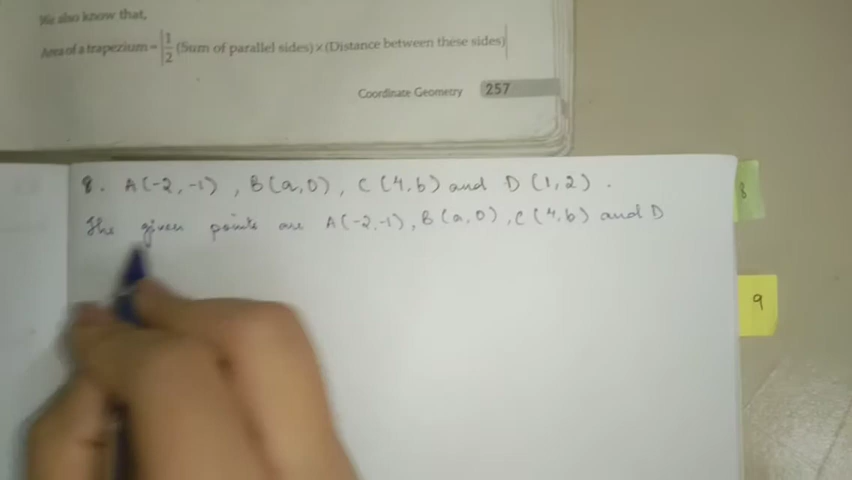 We also know that,
Area of a trapezium = |1/2 (Sum of parallel sides) × (Distance between these sides)|
Coordinate Geometry 257
8. A(-2,-1), B(a,0), C(4,b) and D(1,2).
The given points are A(-2,-1), B(a,0), C(4,b) and D
8
9